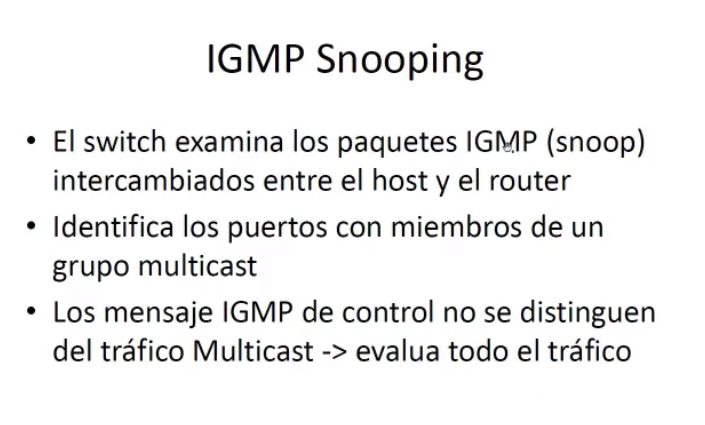 IGMP Snooping
• El switch examina los paquetes IGMP (snoop)
intercambiados entre el host y el router
• Identifica los puertos con miembros de un
grupo multicast
• Los mensaje IGMP de control no se distinguen
del tráfico Multicast -> evalua todo el tráfico